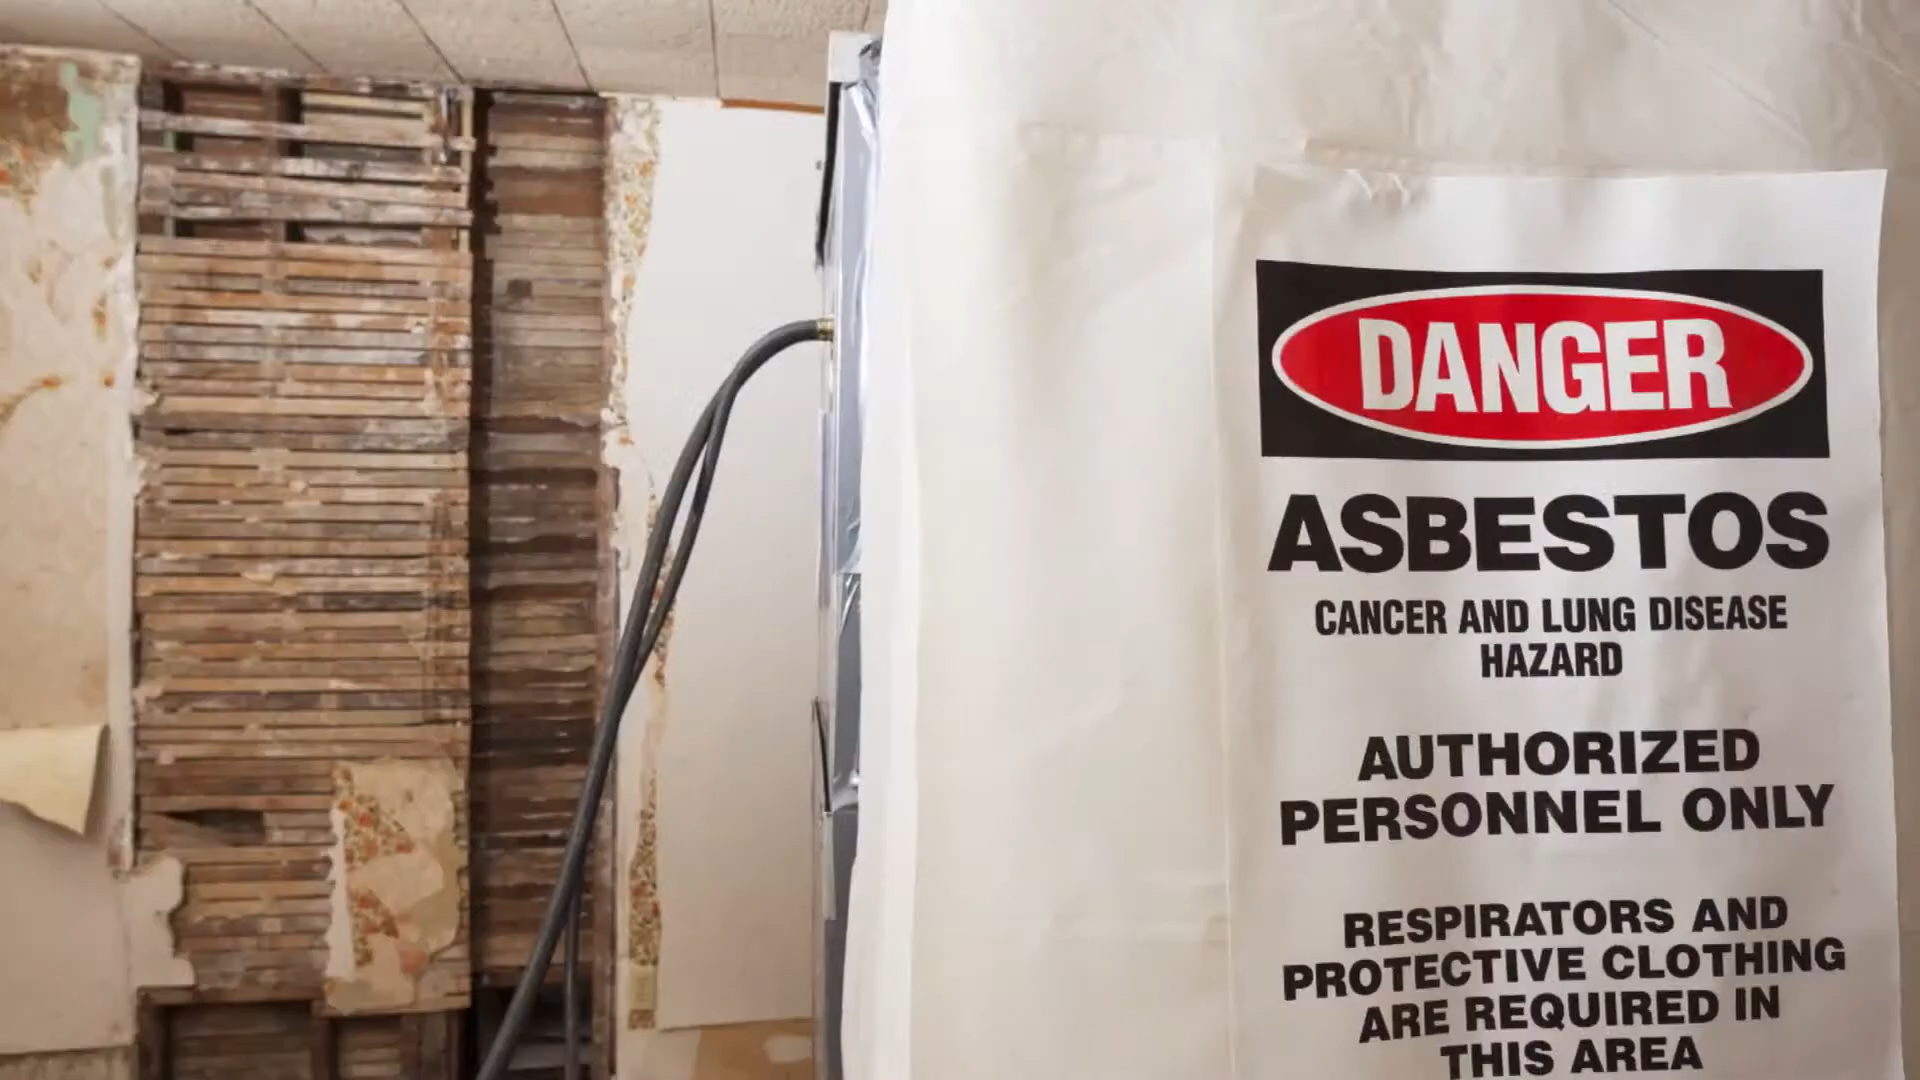 DANGER
ASBESTOS
CANCER AND LUNG DISEASE
HAZARD
AUTHORIZED
PERSONNEL ONLY
RESPIRATORS AND
PROTECTIVE CLOTHING
ARE REQUIRED IN
THIS AREA